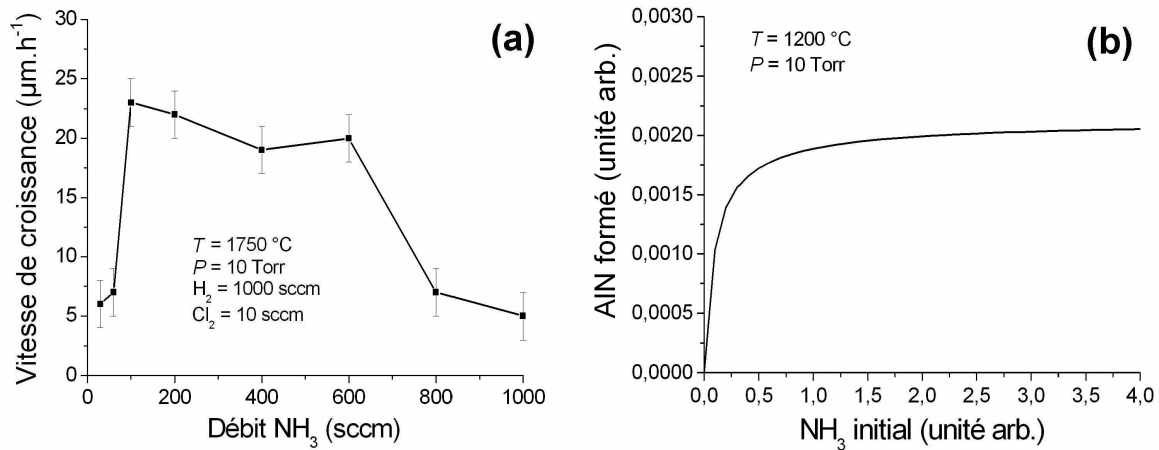 (a)
Vitesse de croissance (µm.h⁻¹)
30
25
20
15
10
5
0
T = 1750 °C
P = 10 Torr
H₂ = 1000 sccm
Cl₂ = 10 sccm
0 200 400 600 800 1000
Débit NH₃ (sccm)
(b)
AlN formé (unité arb.)
0,0030
0,0025
0,0020
0,0015
0,0010
0,0005
0,0000
T = 1200 °C
P = 10 Torr
0,0 0,5 1,0 1,5 2,0 2,5 3,0 3,5 4,0
NH₃ initial (unité arb.)